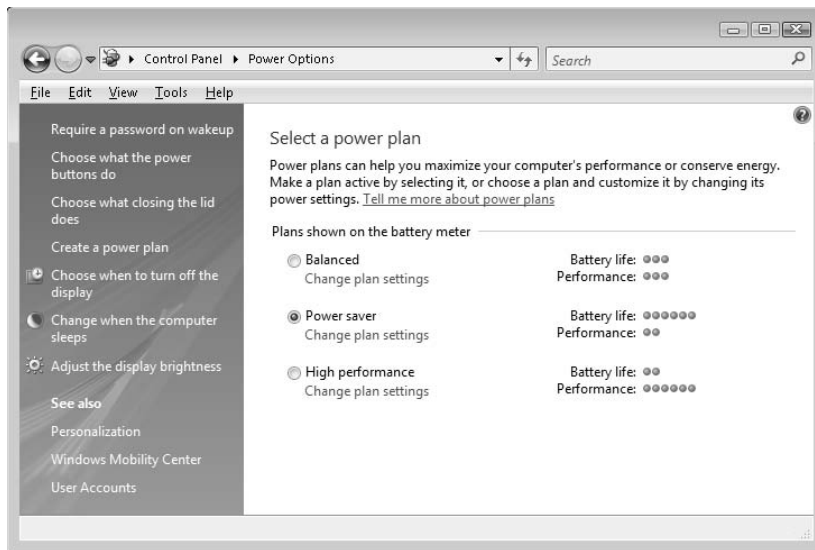 Control Panel Power Options Search
File Edit View Tools Help
Require a password on wakeup
Choose what the power
buttons do
Choose what closing the lid
does
Create a power plan
Choose when to turn off the
display
Change when the computer
sleeps
Adjust the display brightness
See also
Personalization
Windows Mobility Center
User Accounts
Select a power plan
Power plans can help you maximize your computer's performance or conserve energy.
Make a plan active by selecting it, or choose a plan and customize it by changing its
power settings. Tell me more about power plans
Plans shown on the battery meter
Balanced Battery life:
Change plan settings Performance:
Power saver Battery life:
Change plan settings Performance:
High performance Battery life:
Change plan settings Performance: